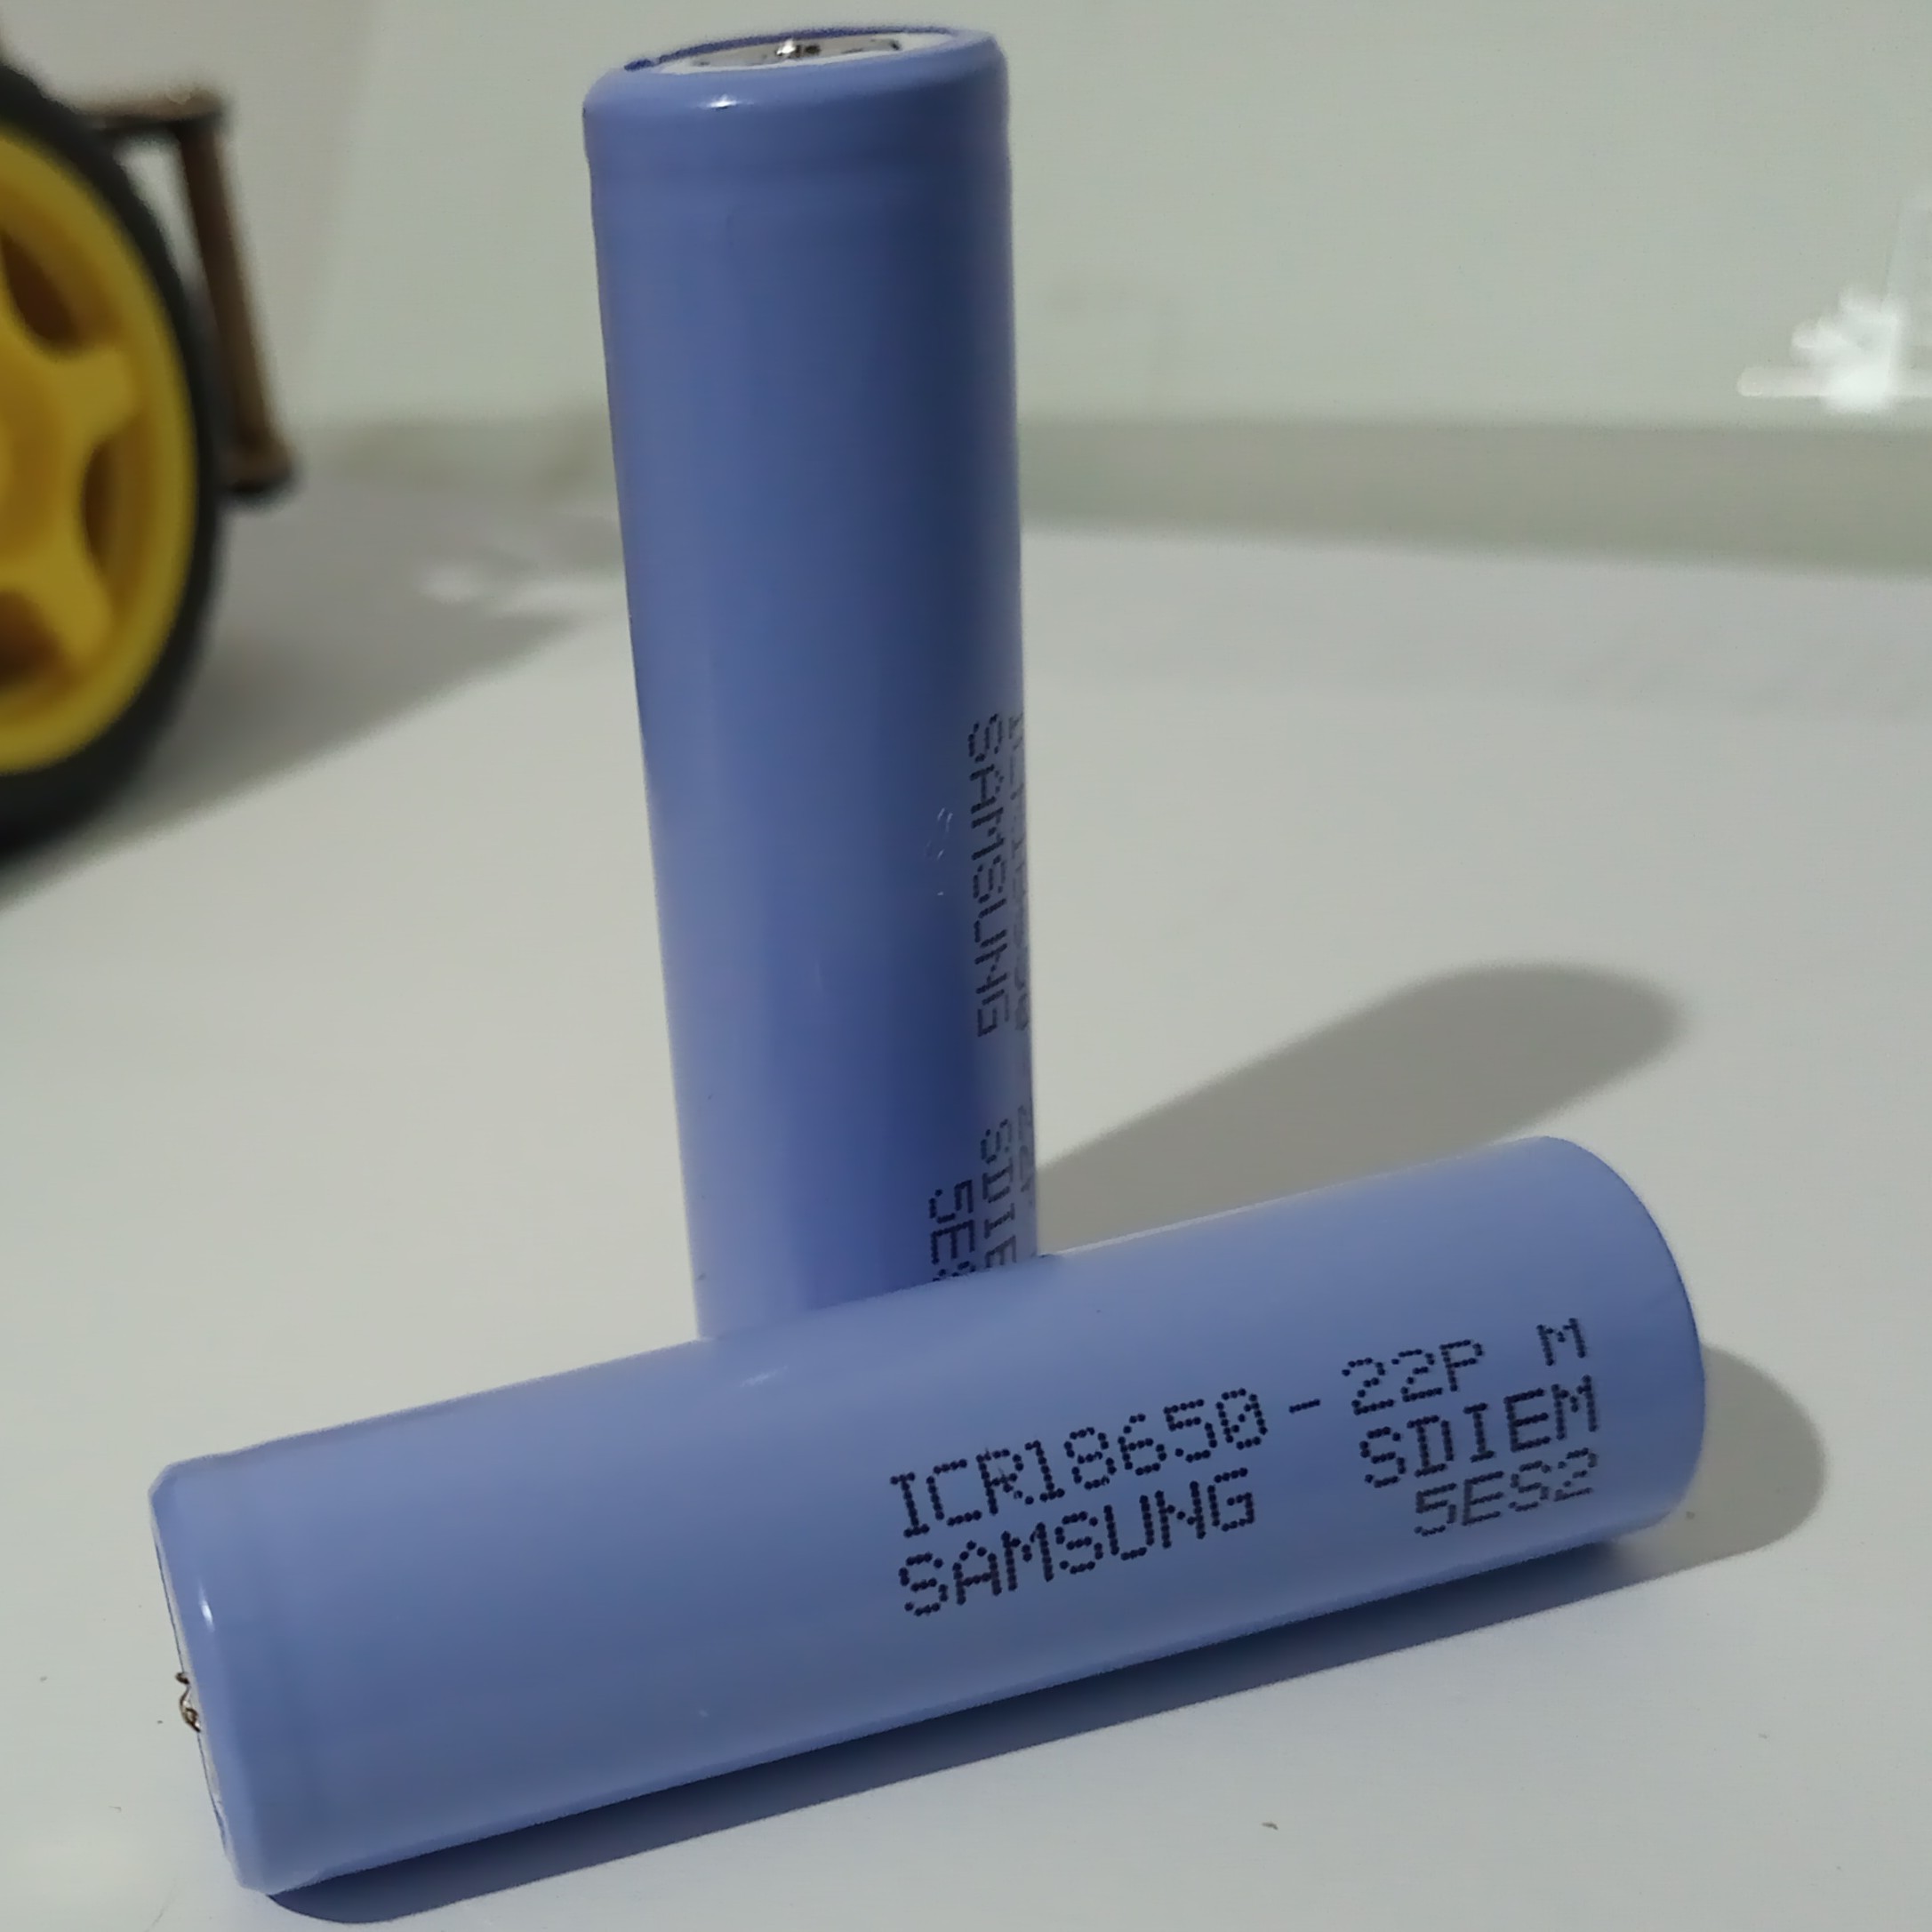 SAMSUNG SDIE
5E
ICR18650-22P M
SAMSUNG SDIEM
5ES2